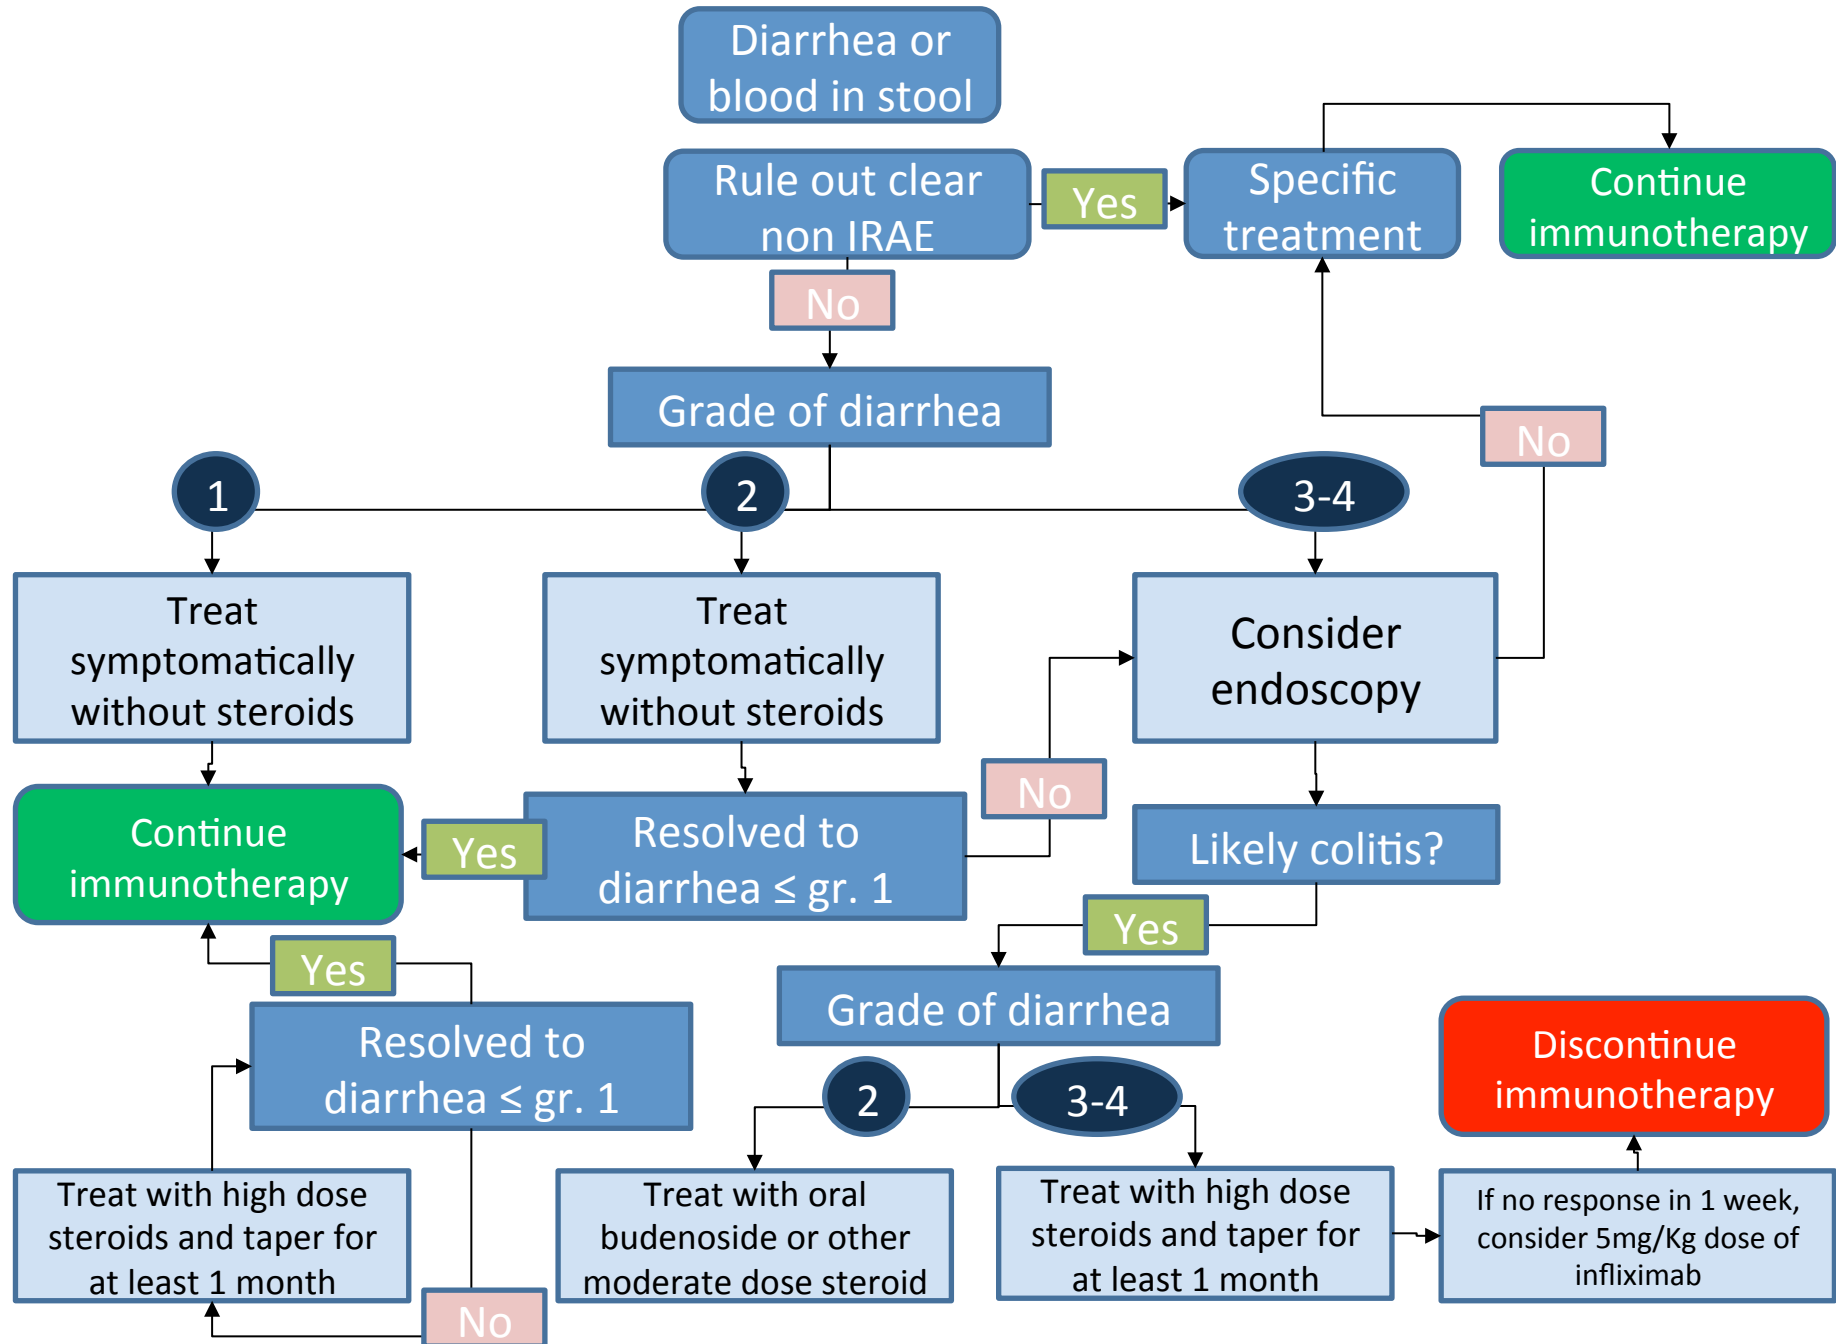 Diarrhea or
blood in stool
Rule out clear
non IRAE
Yes
Specific
treatment
Continue
immunotherapy
No
Grade of diarrhea
No
1
2
3-4
Treat
symptomatically
without steroids
Treat
symptomatically
without steroids
Consider
endoscopy
Continue
immunotherapy
Yes
Resolved to
diarrhea ≤ gr. 1
No
Likely colitis?
Yes
Yes
Grade of diarrhea
Resolved to
diarrhea ≤ gr. 1
2
3-4
Discontinue
immunotherapy
Treat with high dose
steroids and taper for
at least 1 month
No
Treat with oral
budenoside or other
moderate dose steroid
Treat with high dose
steroids and taper for
at least 1 month
If no response in 1 week,
consider 5mg/Kg dose of
infliximab